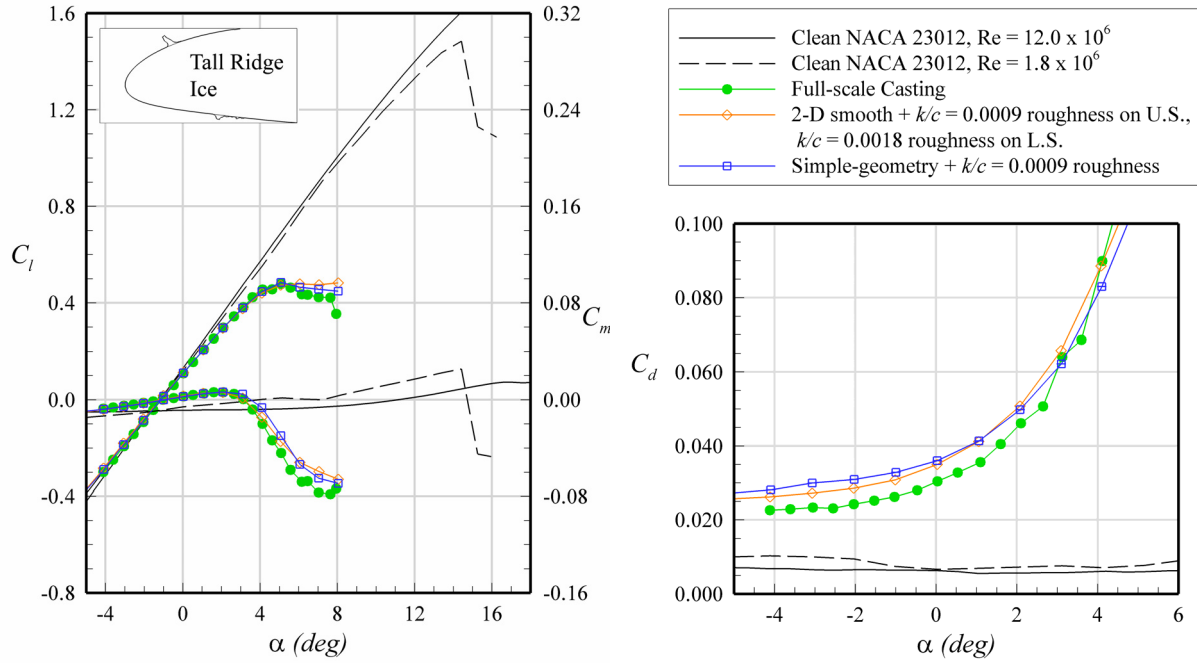 1.6
1.2
0.8
0.4
0.0
-0.4
-0.8
C_l
Tall Ridge
Ice
0.32
0.24
0.16
0.08
0.00
-0.08
-0.16
C_m
-4
0
4
8
12
16
α (deg)
Clean NACA 23012, Re = 12.0 x 10^6
Clean NACA 23012, Re = 1.8 x 10^6
Full-scale Casting
2-D smooth + k/c = 0.0009 roughness on U.S.,
k/c = 0.0018 roughness on L.S.
Simple-geometry + k/c = 0.0009 roughness
0.100
0.080
0.060
0.040
0.020
0.000
C_d
-4
-2
0
2
4
6
α (deg)